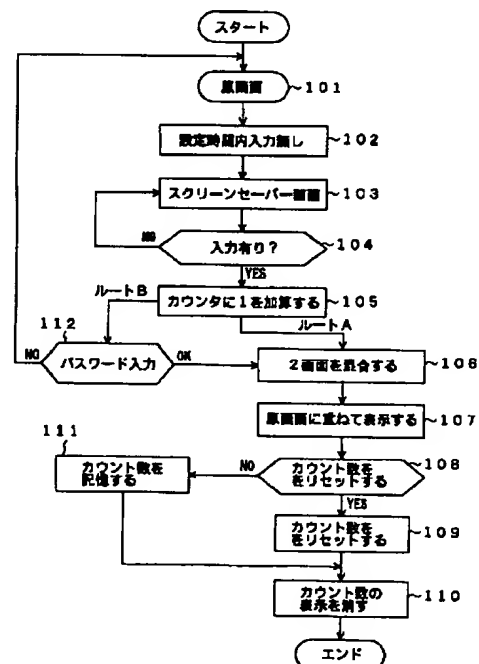 スタート
原画面
101
設定時間内入力無し
102
スクリーンセーバー画面
103
入力有り?
104
NO
YES
カウンタに1を加算する
105
ルートB
ルートA
112
パスワード入力
NO
OK
2画面を混合する
106
原画面に重ねて表示する
107
111
カウント数を
記憶する
NO
カウント数を
をリセットする
108
YES
カウント数を
をリセットする
109
カウント数の
表示を消す
110
エンド